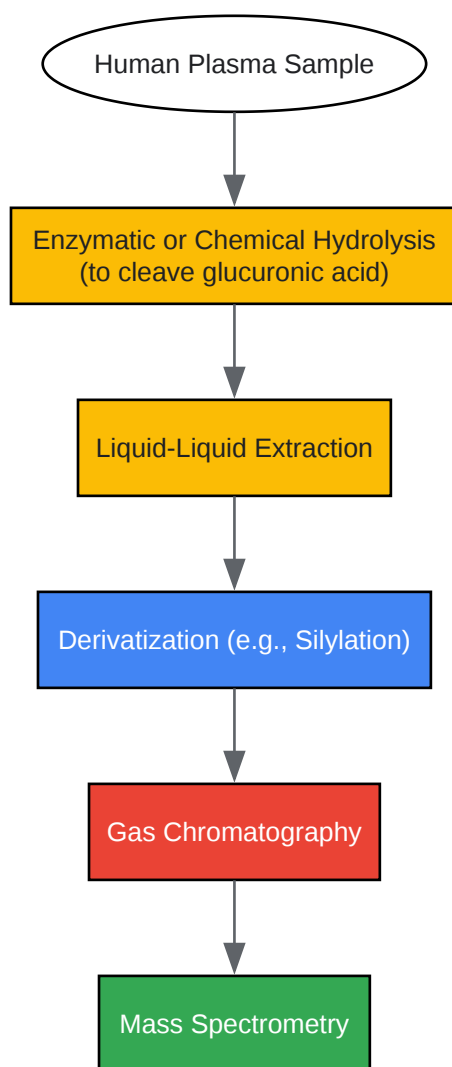 Human Plasma Sample
Enzymatic or Chemical Hydrolysis
(to cleave glucuronic acid)
Liquid-Liquid Extraction
Derivatization (e.g., Silylation)
Gas Chromatography
Mass Spectrometry